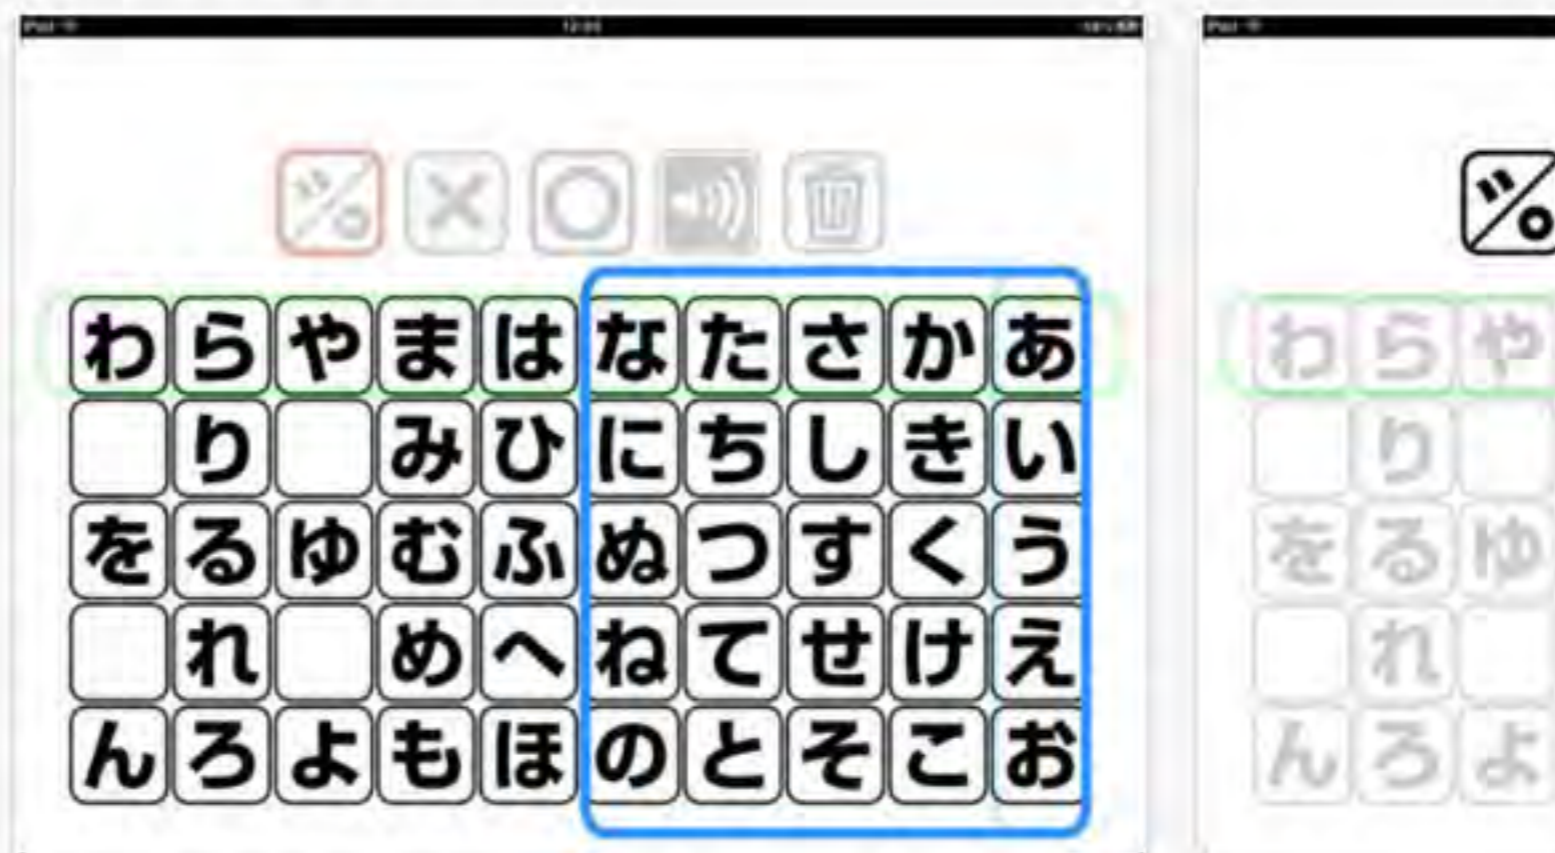 わ ら や ま は な た さ か あ
り み ひ に ち し き い
を る ゆ む ふ ぬ つ す く う
れ め へ ね て せ け え
ん ろ よ も ほ の と そ こ お
iPad
わ ら や
り
を る ゆ
れ
ん ろ よ